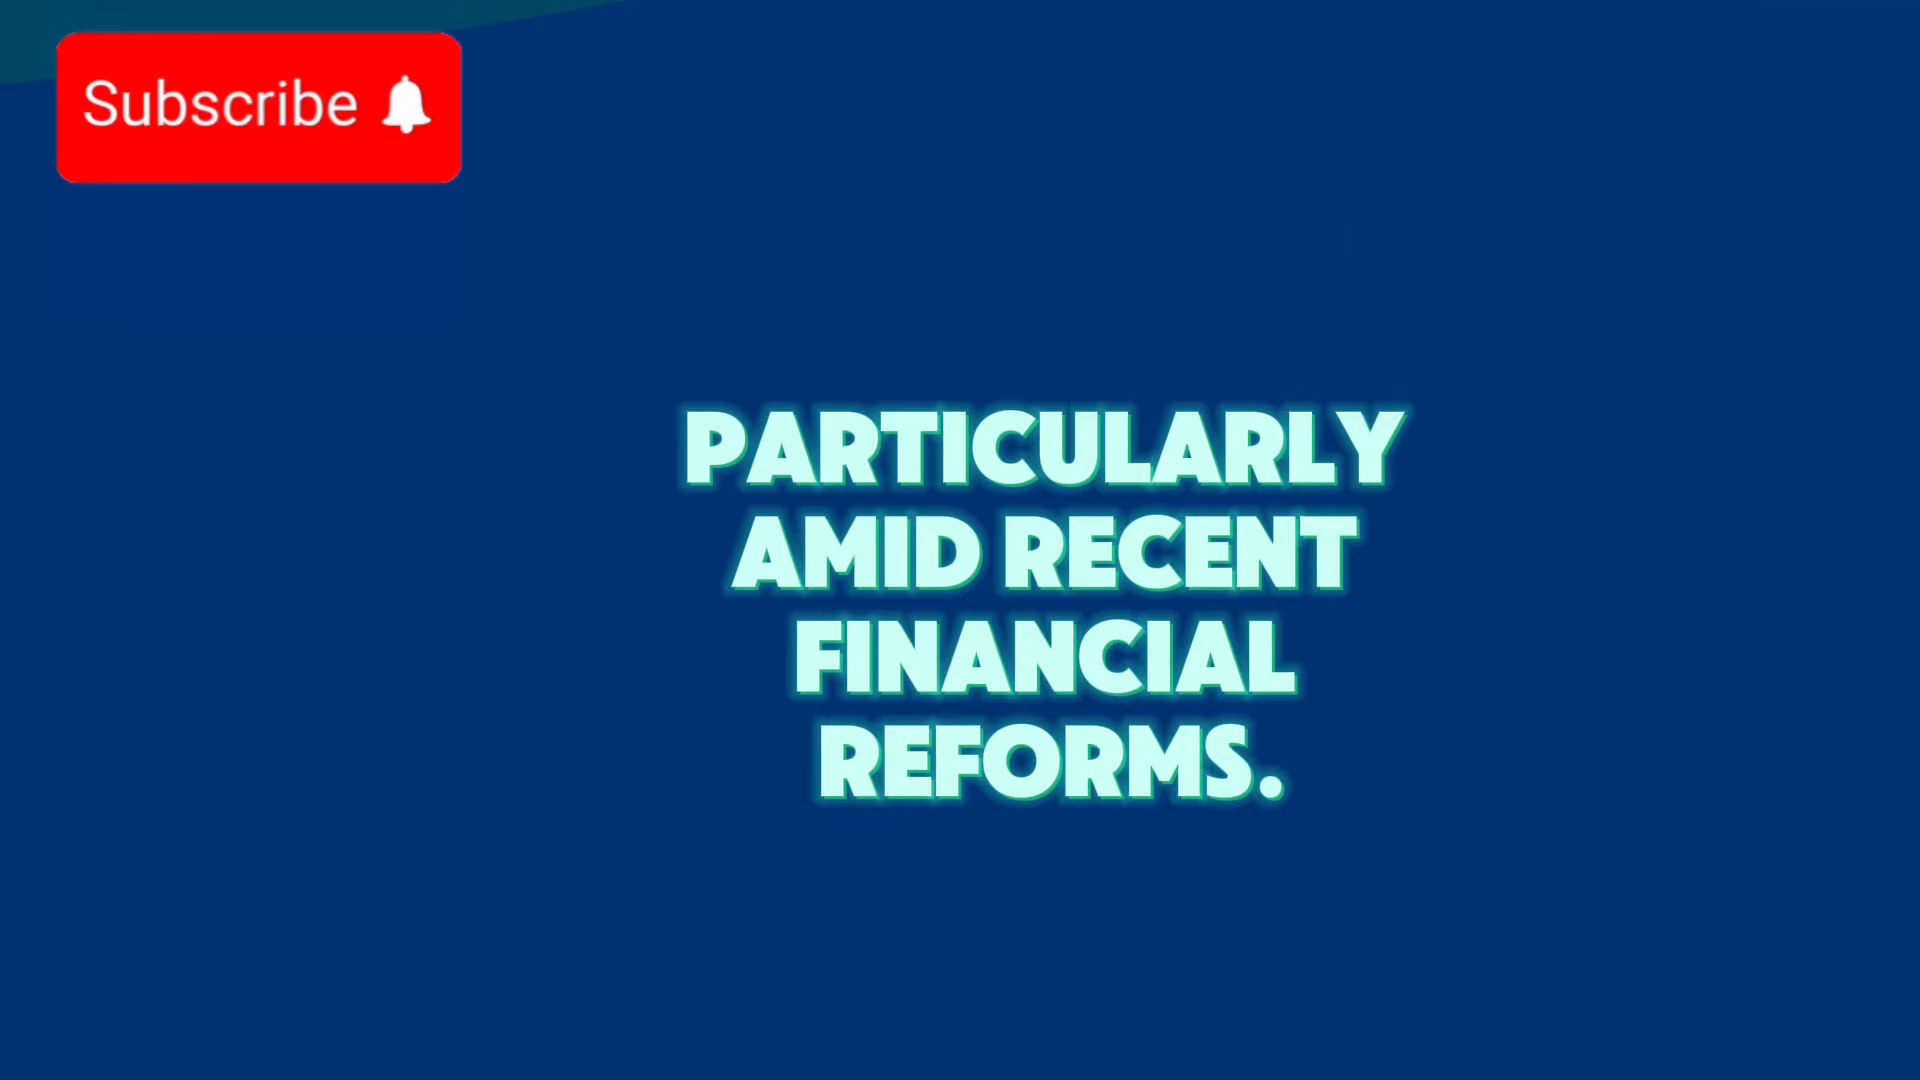 Subscribe
PARTICULARLY
AMID RECENT
FINANCIAL
REFORMS.